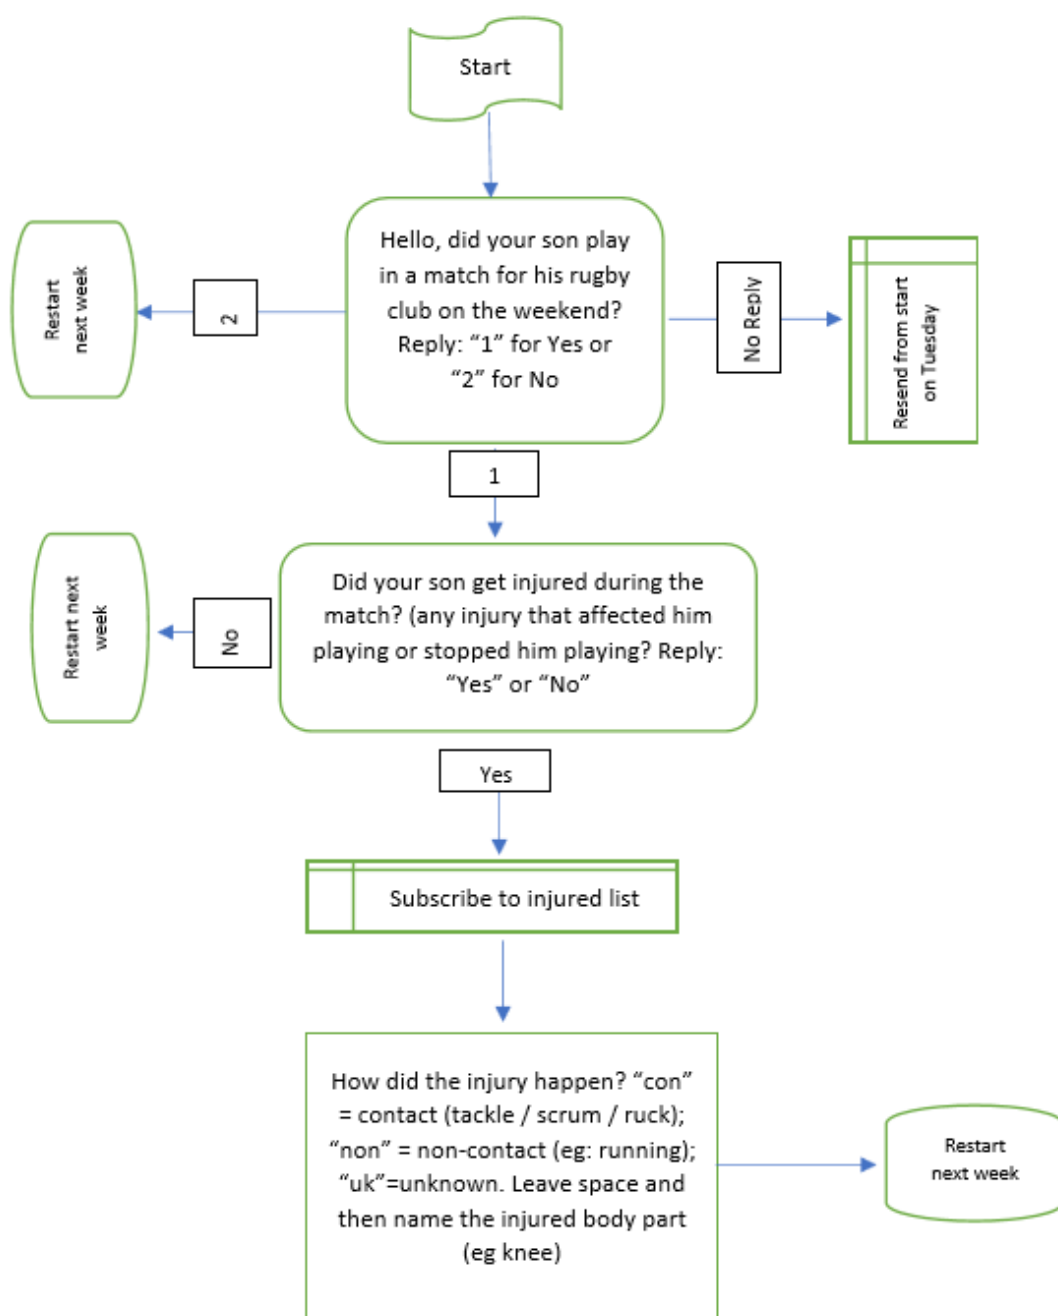 Start
Hello, did your son play
in a match for his rugby
club on the weekend?
Reply: “1” for Yes or
“2” for No
2
Restart
next week
No Reply
Resend from start
on Tuesday
1
Did your son get injured during the
match? (any injury that affected him
playing or stopped him playing? Reply:
“Yes” or “No”
No
Restart next
week
Yes
Subscribe to injured list
How did the injury happen? “con”
= contact (tackle / scrum / ruck);
“non” = non-contact (eg: running);
“uk”=unknown. Leave space and
then name the injured body part
(eg knee)
Restart
next week